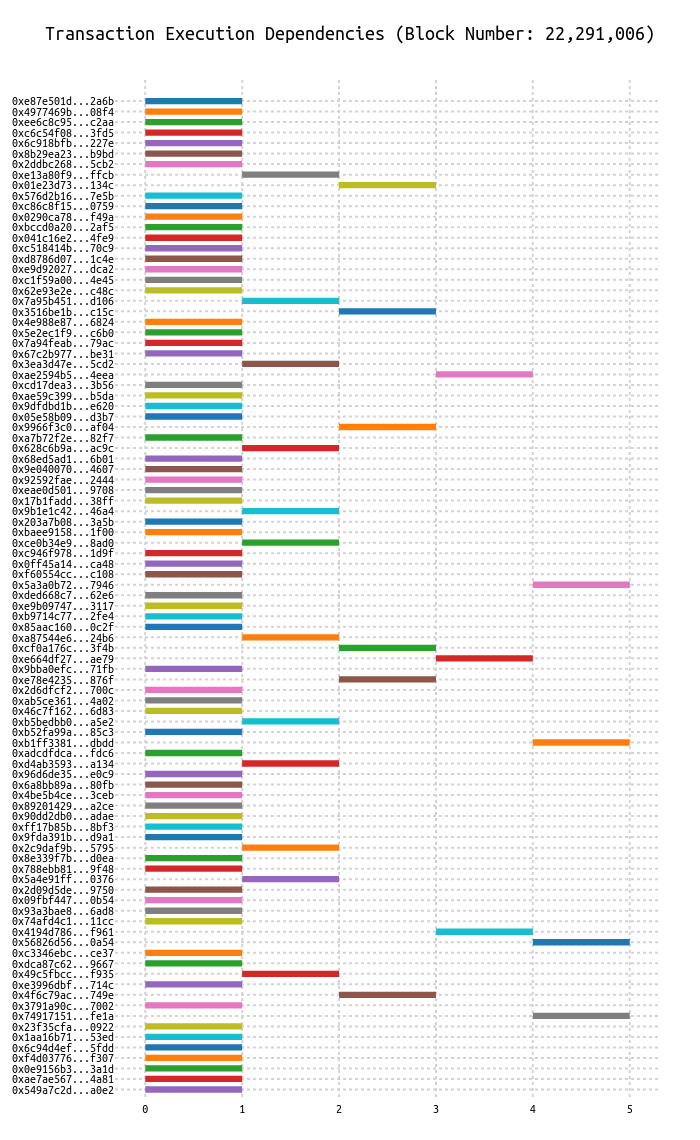 Transaction Execution Dependencies (Block Number: 22,291,006)
0xe87e501d...2a6b
0x4977469b...08f4
0xee6c8c95...c2aa
0xc6c54f08...3fd5
0x6c918bfb...227e
0x8b29ea23...b9bd
0x2ddbc268...5cb2
0xe13a80f9...ffcb
0x01e23d73...134c
0x576d2b16...7e5b
0xc86c8f15...0759
0x0290ca78...f49a
0xbccd0a20...2af5
0x041c16e2...4fe9
0xc518414b...70c9
0xd8786d07...1c4e
0xe9d92027...dca2
0xc1f59a00...4e45
0x62e93e2e...c48c
0x7a95b451...d106
0x3516be1b...c15c
0x4e988e87...6824
0x5e2ec1f9...c6b0
0x7a94feab...79ac
0x67c2b977...be31
0x3ea3d47e...5cd2
0xae2594b5...4eea
0xcd17dea3...3b56
0xae59c399...b5da
0x9dfdbd1b...e620
0x05e58b09...d3b7
0x9966f3c0...af04
0xa7b72f2e...82f7
0x628c6b9a...ac9c
0x68ed5ad1...6b01
0x9e040070...4607
0x92592fae...2444
0xeae0d501...9708
0x17b1fadd...38ff
0x9b1e1c42...46a4
0x203a7b08...3a5b
0xbaee9158...1f00
0xce0b34e9...8ad0
0xc946f978...1d9f
0x0ff45a14...ca48
0xf60554cc...c108
0x5a3a0b72...7946
0xded668c7...62e6
0xe9b09747...3117
0xb9714c77...2fe4
0x85aac160...0c2f
0xa87544e6...24b6
0xcf0a176c...3f4b
0xe664df27...ae79
0x9bba0efc...71fb
0xe78e4235...876f
0x2d6dfcf2...700c
0xab5ce361...4a02
0x46c7f162...6d83
0xb5bedbb0...a5e2
0xb52fa99a...85c3
0xb1ff3381...dbdd
0xadcdfdca...fdc6
0xd4ab3593...a134
0x96d6de35...e0c9
0x6a8bb89a...80fb
0x4be5b4ce...3ceb
0x89201429...a2ce
0x90dd2db0...adae
0xff17b85b...8bf3
0x9fda391b...d9a1
0x2c9daf9b...5795
0x8e339f7b...d0ea
0x788ebb81...9f48
0x5a4e91ff...0376
0x2d09d5de...9750
0x09fbf447...0b54
0x93a3bae8...6ad8
0x74afd4c1...11cc
0x4194d786...f961
0x56826d56...0a54
0xc3346ebc...ce37
0xdca87c62...9667
0x49c5fbcc...f935
0xe3996dbf...714c
0x4f6c79ac...749e
0x3791a90c...7002
0x74917151...fe1a
0x23f35cfa...0922
0x1aa16b71...53ed
0x6c94d4ef...5fdd
0xf4d03776...f307
0x0e9156b3...3a1d
0xae7ae567...4a81
0x549a7c2d...a0e2
0 1 2 3 4 5